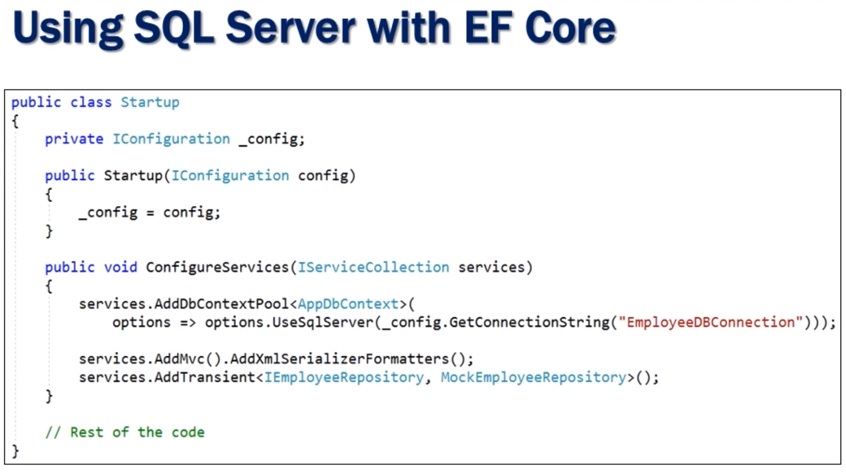 Using SQL Server with EF Core
public class Startup
{
    private IConfiguration _config;
    public Startup(IConfiguration config)
    {
        _config = config;
    }
    public void ConfigureServices(IServiceCollection services)
    {
        services.AddDbContextPool<AppDbContext>(
            options => options.UseSqlServer(_config.GetConnectionString("EmployeeDBConnection")));
        services.AddMvc().AddXmlSerializerFormatters();
        services.AddTransient<IEmployeeRepository, MockEmployeeRepository>();
    }
    // Rest of the code
}